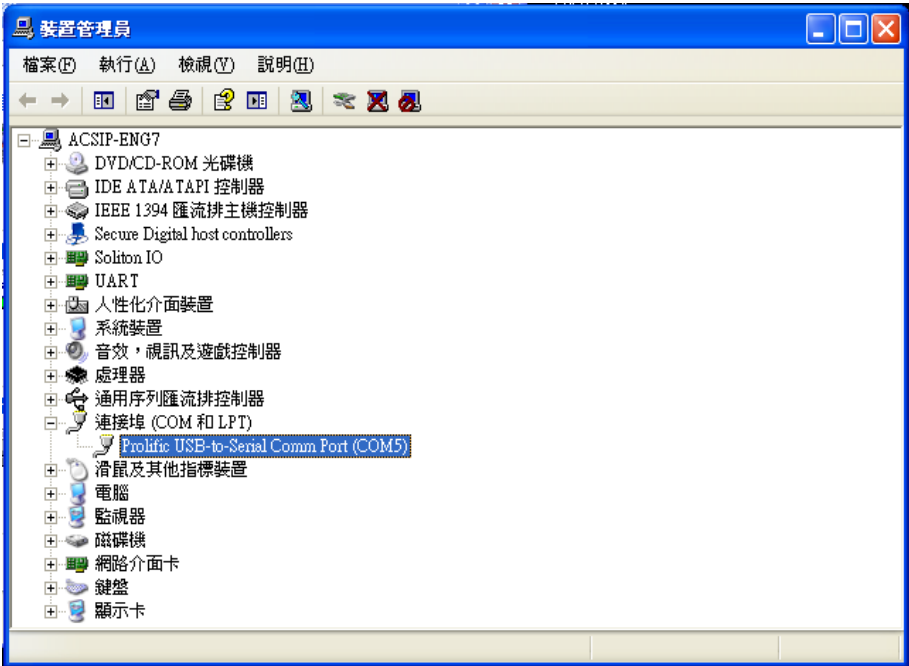 裝置管理員
檔案(F) 執行(A) 檢視(V) 說明(H)
ACSIP-ENG7
DVD/CD-ROM 光碟機
IDE ATA/ATAPI 控制器
IEEE 1394 匯流排主機控制器
Secure Digital host controllers
Soliton IO
UART
人性化介面裝置
系統裝置
音效，視訊及遊戲控制器
處理器
通用序列匯流排控制器
連接埠 (COM 和 LPT)
Prolific USB-to-Serial Comm Port (COM5)
滑鼠及其他指標裝置
電腦
監視器
磁碟機
網路介面卡
鍵盤
顯示卡